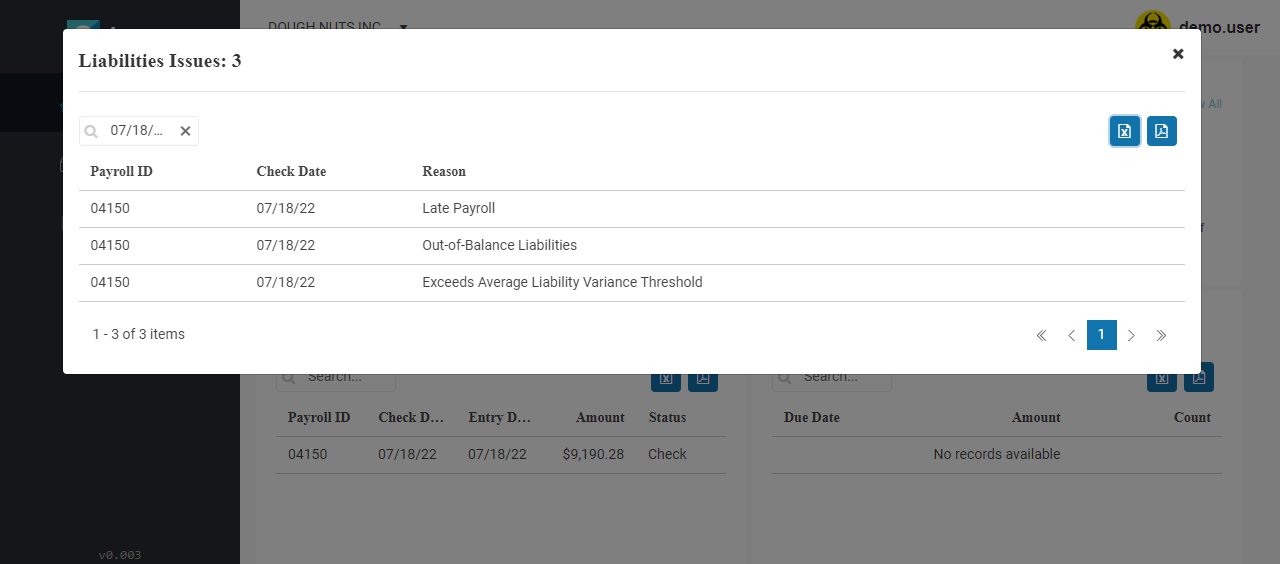 DOUGH NUTS INC
demo.user
Liabilities Issues: 3
All
07/18/...
Payroll ID Check Date Reason
04150 07/18/22 Late Payroll
04150 07/18/22 Out-of-Balance Liabilities
04150 07/18/22 Exceeds Average Liability Variance Threshold
1 - 3 of 3 items
1
Search...
Search...
Payroll ID Check D... Entry D... Amount Status
04150 07/18/22 07/18/22 $9,190.28 Check
Due Date Amount Count
No records available
v0.003